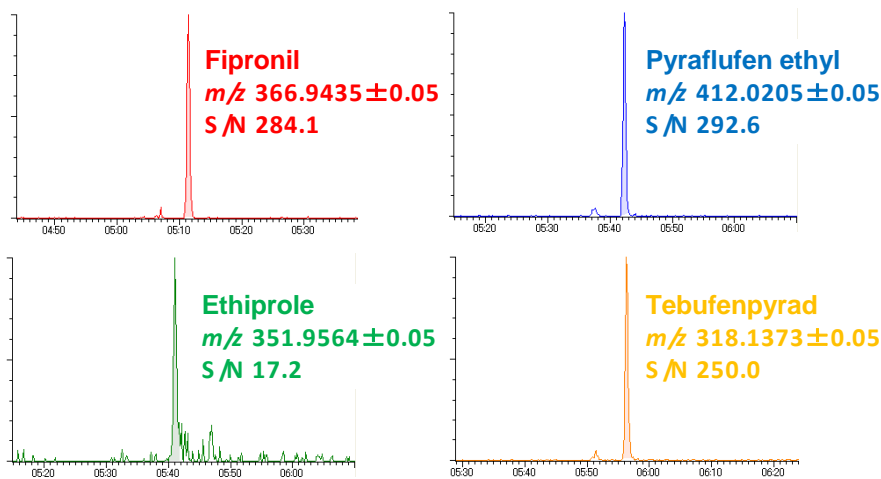 Fipronil
m/z 366.9435±0.05
S/N 284.1
04:50 05:00 05:10 05:20 05:30
Pyraflufen ethyl
m/z 412.0205±0.05
S/N 292.6
05:20 05:30 05:40 05:50 06:00
Ethiprole
m/z 351.9564±0.05
S/N 17.2
05:20 05:30 05:40 05:50 06:00
Tebufenpyrad
m/z 318.1373±0.05
S/N 250.0
05:30 05:40 05:50 06:00 06:10 06:20